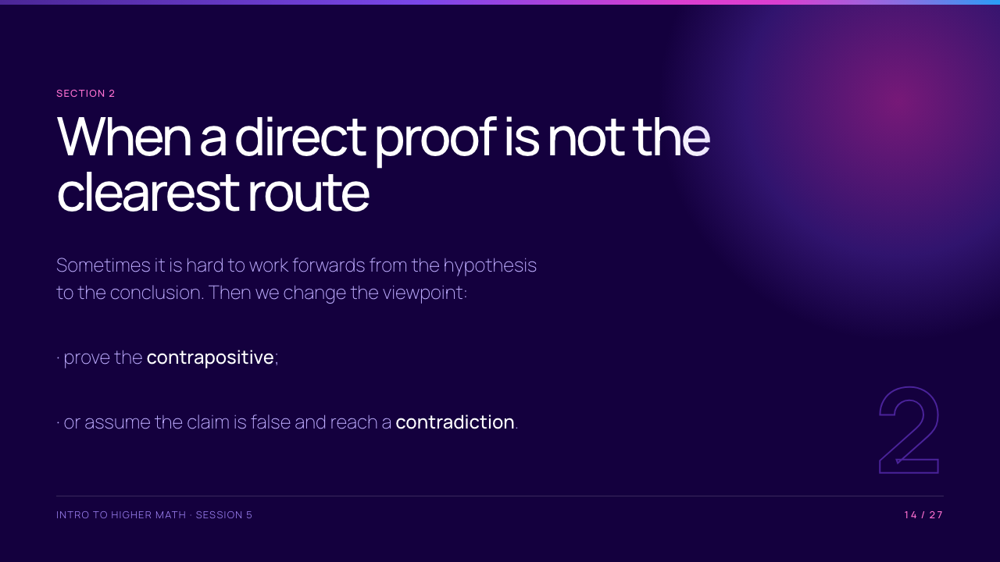 SECTION 2
When a direct proof is not the
clearest route
Sometimes it is hard to work forwards from the hypothesis
to the conclusion. Then we change the viewpoint:
· prove the contrapositive;
· or assume the claim is false and reach a contradiction.
2
INTRO TO HIGHER MATH · SESSION 5
14 / 27